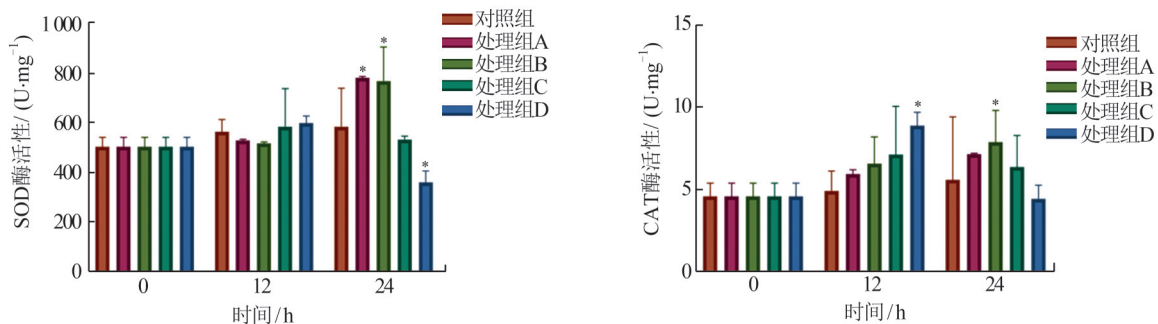 SOD酶活性/(U·mg⁻¹)
1 000
800
600
400
200
0
0
12
24
时间/h
*
*
*
对照组
处理组A
处理组B
处理组C
处理组D
CAT酶活性/(U·mg⁻¹)
15
10
5
0
0
12
24
时间/h
*
*
对照组
处理组A
处理组B
处理组C
处理组D